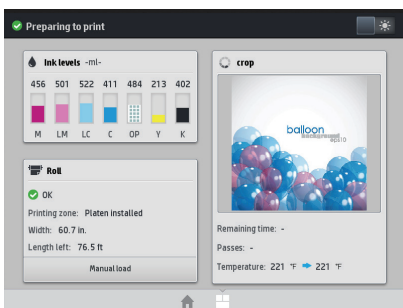 Preparing to print
Ink levels -ml-
456 501 522 411 484 213 402
M LM LC C OP Y K
Roll
OK
Printing zone: Platen installed
Width: 60.7 in.
Length left: 76.5 ft
Manual load
crop
balloon
background
eps10
Remaining time: -
Passes: -
Temperature: 221 °F 221 °F